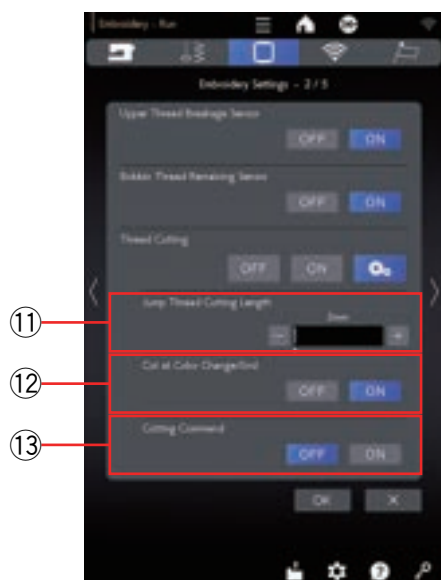 Embroidery - Run
Embroidery Settings - 2 / 5
Upper Thread Breakage Sensor
OFF ON
Bobbin Thread Remaining Sensor
OFF ON
Thread Cutting
OFF ON
⑪ Jump Thread Cutting Length
2mm
− +
⑫ Cut at Color Change/End
OFF ON
⑬ Cutting Command
OFF ON
OK X
?